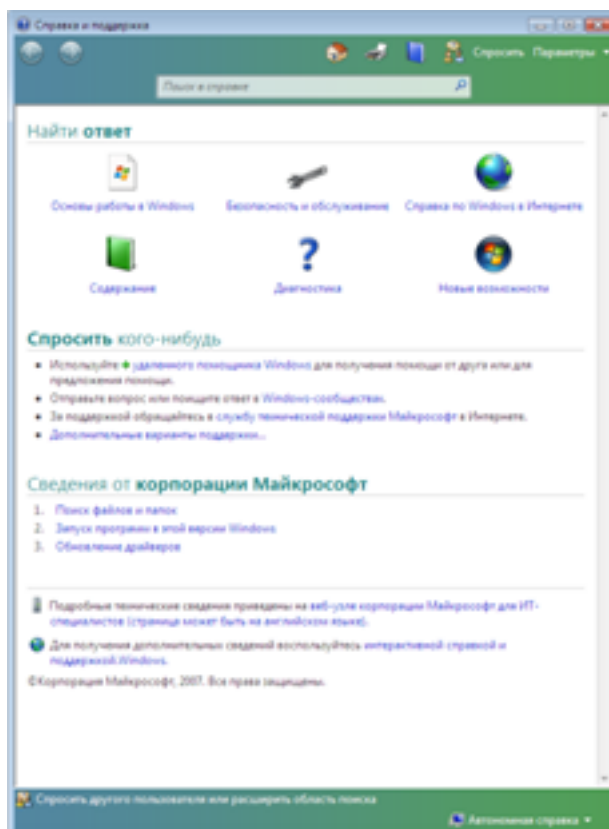 Справка и поддержка
Спросить Параметры
Поиск в справке
Найти ответ
Основы работы в Windows
Безопасность и обслуживание
Справка по Windows в Интернете
Содержание
Диагностика
Новые возможности
Спросить кого-нибудь
Используйте удаленного помощника Windows для получения помощи от друга или для
предложения помощи.
Отправьте вопрос или поищите ответ в Windows-сообществах.
За поддержкой обращайтесь в службу технической поддержки Майкрософт в Интернете.
Дополнительные варианты поддержки...
Сведения от корпорации Майкрософт
1. Поиск файлов и папок
2. Запуск программ в этой версии Windows
3. Обновление драйверов
Подробные технические сведения приведены на веб-узле корпорации Майкрософт для ИТ-
специалистов (страница может быть на английском языке).
Для получения дополнительных сведений воспользуйтесь интерактивной справкой и
поддержкой Windows.
©Корпорация Майкрософт, 2007. Все права защищены.
Спросить другого пользователя или расширить область поиска
Автономная справка